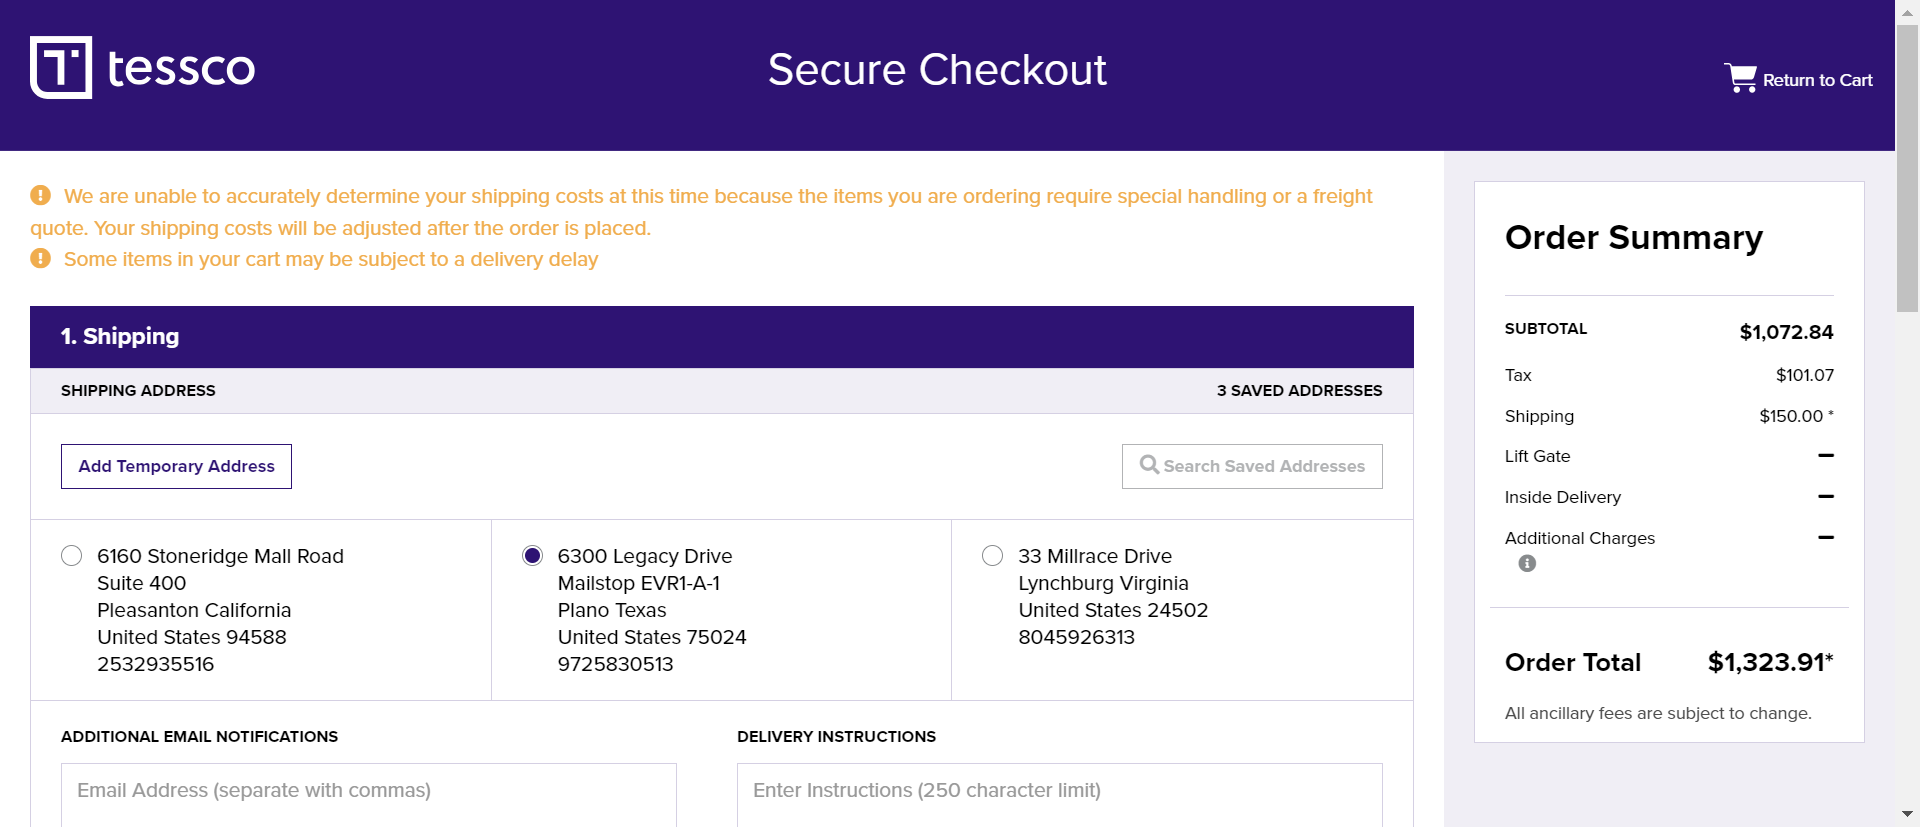 tessco
Secure Checkout
Return to Cart
We are unable to accurately determine your shipping costs at this time because the items you are ordering require special handling or a freight
quote. Your shipping costs will be adjusted after the order is placed.
Some items in your cart may be subject to a delivery delay
1. Shipping
SHIPPING ADDRESS
3 SAVED ADDRESSES
Add Temporary Address
Search Saved Addresses
6160 Stoneridge Mall Road
Suite 400
Pleasanton California
United States 94588
2532935516
6300 Legacy Drive
Mailstop EVR1-A-1
Plano Texas
United States 75024
9725830513
33 Millrace Drive
Lynchburg Virginia
United States 24502
8045926313
ADDITIONAL EMAIL NOTIFICATIONS
Email Address (separate with commas)
DELIVERY INSTRUCTIONS
Enter Instructions (250 character limit)
Order Summary
SUBTOTAL $1,072.84
Tax $101.07
Shipping $150.00 *
Lift Gate –
Inside Delivery –
Additional Charges –
Order Total $1,323.91*
All ancillary fees are subject to change.